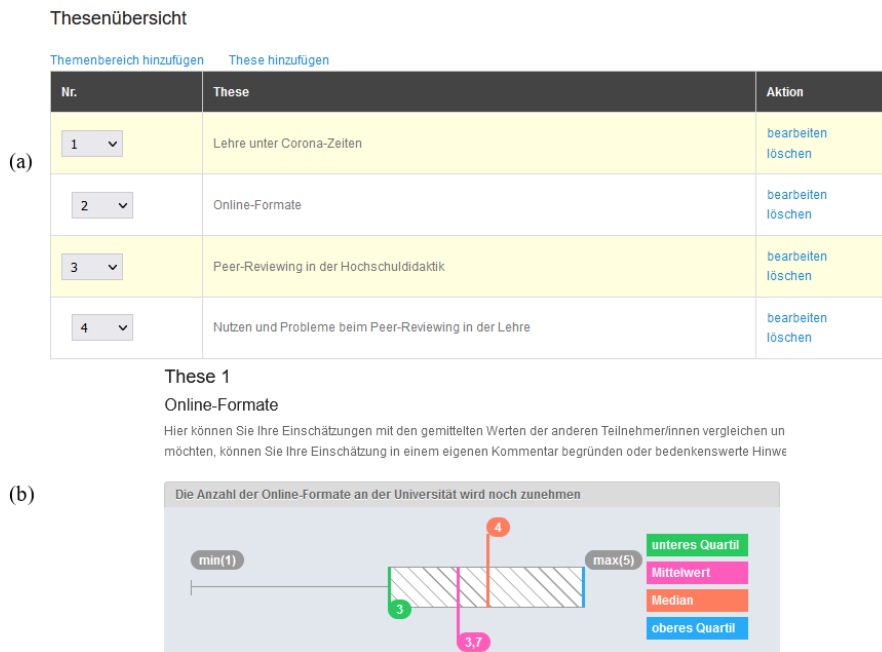 Thesenübersicht
Themenbereich hinzufügen These hinzufügen
Nr. These Aktion
(a)
1 Lehre unter Corona-Zeiten bearbeiten
löschen
2 Online-Formate bearbeiten
löschen
3 Peer-Reviewing in der Hochschuldidaktik bearbeiten
löschen
4 Nutzen und Probleme beim Peer-Reviewing in der Lehre bearbeiten
löschen
These 1
Online-Formate
Hier können Sie Ihre Einschätzungen mit den gemittelten Werten der anderen Teilnehmer/innen vergleichen un
möchten, können Sie Ihre Einschätzung in einem eigenen Kommentar begründen oder bedenkenswerte Hinwe
(b)
Die Anzahl der Online-Formate an der Universität wird noch zunehmen
4
min(1) max(5)
unteres Quartil
Mittelwert
Median
3
oberes Quartil
3,7